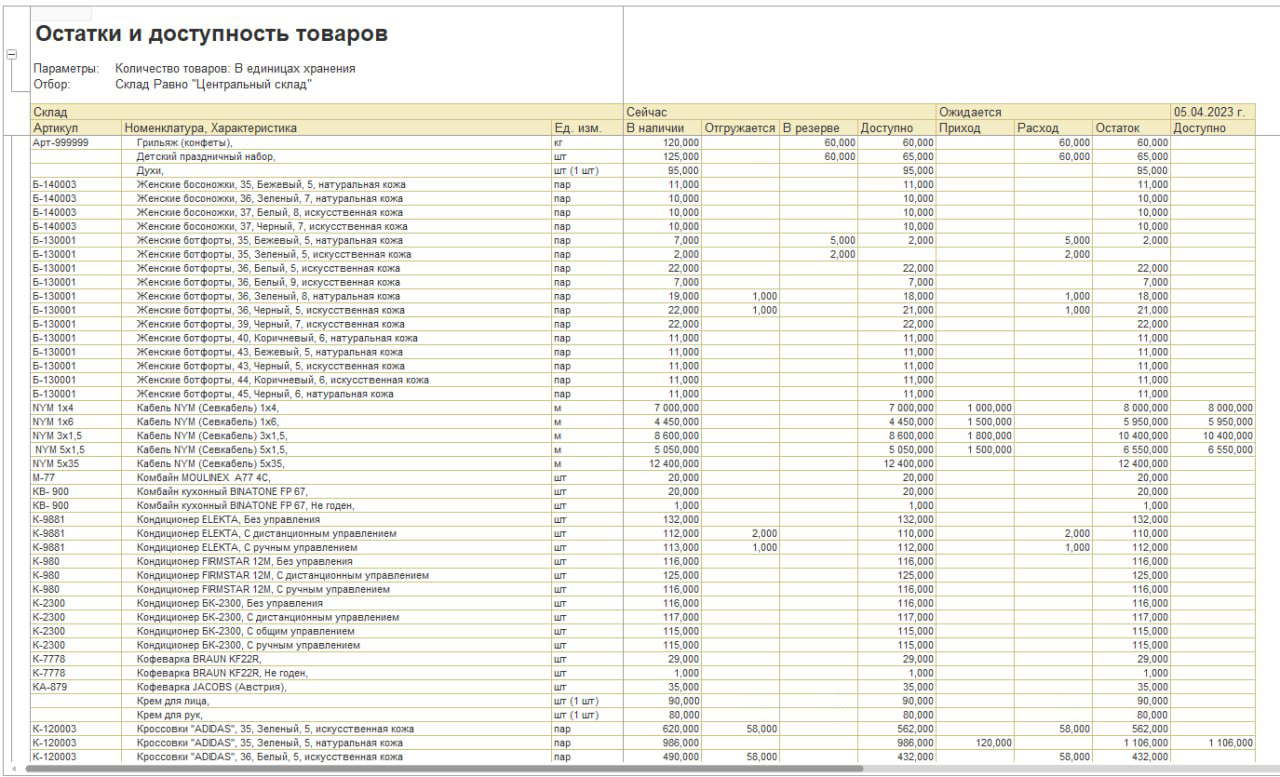 Остатки и доступность товаров
Параметры: Количество товаров: В единицах хранения
Отбор: Склад Равно "Центральный склад"
Склад Сейчас Ожидается 05.04.2023 г.
Артикул Номенклатура, Характеристика Ед. изм. В наличии Отгружается В резерве Доступно Приход Расход Остаток Доступно
Арт-999999 Грильяж (конфеты), кг 120,000 60,000 60,000 60,000 60,000
Детский праздничный набор, шт 125,000 60,000 65,000 60,000 65,000
Духи, шт (1 шт) 95,000 95,000 95,000
Б-140003 Женские босоножки, 35, Бежевый, 5, натуральная кожа пар 11,000 11,000 11,000
Б-140003 Женские босоножки, 36, Зеленый, 7, натуральная кожа пар 10,000 10,000 10,000
Б-140003 Женские босоножки, 37, Белый, 8, искусственная кожа пар 10,000 10,000 10,000
Б-140003 Женские босоножки, 37, Черный, 7, искусственная кожа пар 10,000 10,000 10,000
Б-130001 Женские ботфорты, 35, Бежевый, 5, натуральная кожа пар 7,000 5,000 2,000 5,000 2,000
Б-130001 Женские ботфорты, 35, Зеленый, 5, искусственная кожа пар 2,000 2,000 2,000
Б-130001 Женские ботфорты, 36, Белый, 5, искусственная кожа пар 22,000 22,000 22,000
Б-130001 Женские ботфорты, 36, Белый, 9, искусственная кожа пар 7,000 7,000 7,000
Б-130001 Женские ботфорты, 36, Зеленый, 8, натуральная кожа пар 19,000 1,000 18,000 1,000 18,000
Б-130001 Женские ботфорты, 36, Черный, 5, искусственная кожа пар 22,000 1,000 21,000 1,000 21,000
Б-130001 Женские ботфорты, 39, Черный, 7, искусственная кожа пар 22,000 22,000 22,000
Б-130001 Женские ботфорты, 40, Коричневый, 6, натуральная кожа пар 11,000 11,000 11,000
Б-130001 Женские ботфорты, 43, Бежевый, 5, натуральная кожа пар 11,000 11,000 11,000
Б-130001 Женские ботфорты, 43, Черный, 5, искусственная кожа пар 11,000 11,000 11,000
Б-130001 Женские ботфорты, 44, Коричневый, 6, искусственная кожа пар 11,000 11,000 11,000
Б-130001 Женские ботфорты, 45, Черный, 6, натуральная кожа пар 11,000 11,000 11,000
NYM 1x4 Кабель NYM (Севкабель) 1x4, м 7 000,000 7 000,000 1 000,000 8 000,000 8 000,000
NYM 1x6 Кабель NYM (Севкабель) 1x6, м 4 450,000 4 450,000 1 500,000 5 950,000 5 950,000
NYM 3x1,5 Кабель NYM (Севкабель) 3x1,5, м 8 600,000 8 600,000 1 800,000 10 400,000 10 400,000
NYM 5x1,5 Кабель NYM (Севкабель) 5x1,5, м 5 050,000 5 050,000 1 500,000 6 550,000 6 550,000
NYM 5x35 Кабель NYM (Севкабель) 5x35, м 12 400,000 12 400,000 12 400,000
М-77 Комбайн MOULINEX A77 4C, шт 20,000 20,000 20,000
КВ- 900 Комбайн кухонный BINATONE FP 67, шт 20,000 20,000 20,000
КВ- 900 Комбайн кухонный BINATONE FP 67, Не годен, шт 1,000 1,000 1,000
К-9881 Кондиционер ELEKTA, Без управления шт 132,000 132,000 132,000
К-9881 Кондиционер ELEKTA, С дистанционным управлением шт 112,000 2,000 110,000 2,000 110,000
К-9881 Кондиционер ELEKTA, С ручным управлением шт 113,000 1,000 112,000 1,000 112,000
К-980 Кондиционер FIRMSTAR 12M, Без управления шт 116,000 116,000 116,000
К-980 Кондиционер FIRMSTAR 12M, С дистанционным управлением шт 125,000 125,000 125,000
К-980 Кондиционер FIRMSTAR 12M, С ручным управлением шт 116,000 116,000 116,000
К-2300 Кондиционер БК-2300, Без управления шт 116,000 116,000 116,000
К-2300 Кондиционер БК-2300, С дистанционным управлением шт 117,000 117,000 117,000
К-2300 Кондиционер БК-2300, С общим управлением шт 115,000 115,000 115,000
К-2300 Кондиционер БК-2300, С ручным управлением шт 115,000 115,000 115,000
К-7778 Кофеварка BRAUN KF22R, шт 29,000 29,000 29,000
К-7778 Кофеварка BRAUN KF22R, Не годен, шт 1,000 1,000 1,000
КА-879 Кофеварка JACOBS (Австрия), шт 35,000 35,000 35,000
Крем для лица, шт (1 шт) 90,000 90,000 90,000
Крем для рук, шт (1 шт) 80,000 80,000 80,000
К-120003 Кроссовки "ADIDAS", 35, Зеленый, 5, искусственная кожа пар 620,000 58,000 562,000 58,000 562,000
К-120003 Кроссовки "ADIDAS", 35, Зеленый, 5, натуральная кожа пар 986,000 986,000 120,000 1 106,000 1 106,000
К-120003 Кроссовки "ADIDAS", 36, Белый, 5, искусственная кожа пар 490,000 58,000 432,000 58,000 432,000